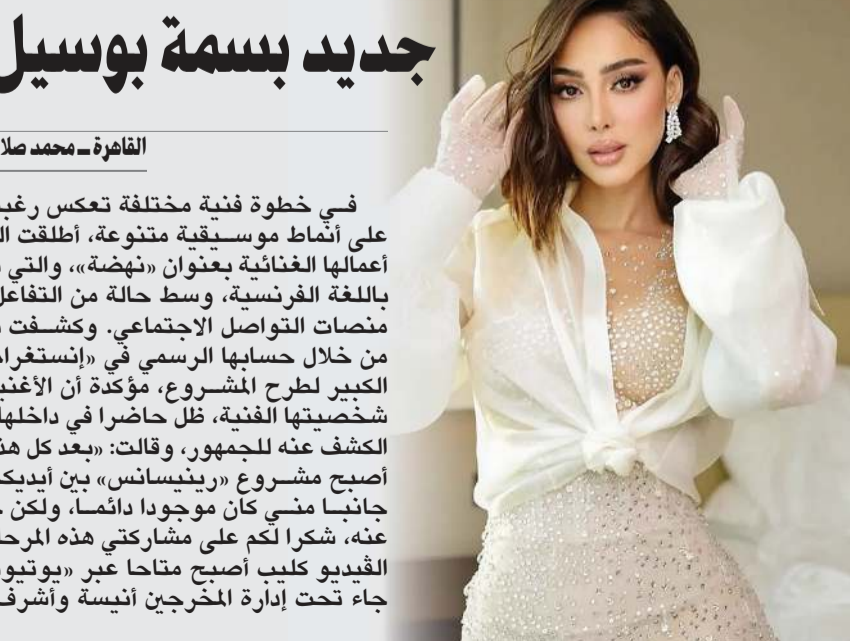 جديد بسمة بوسيل
القاهرة ـ محمد صلا
في خطوة فنية مختلفة تعكس رغب
على أنماط موسيقية متنوعة، أطلقت ال
أعمالها الغنائية بعنوان «نهضة»، والتي
باللغة الفرنسية، وسط حالة من التفاعل
منصات التواصل الاجتماعي. وكشفت
من خلال حسابها الرسمي في «إنستغرا
الكبير لطرح المشروع، مؤكدة أن الأغني
شخصيتها الفنية، ظل حاضرا في داخلها
الكشف عنه للجمهور، وقالت: «بعد كل هذ
أصبح مشروع «رينيسانس» بين أيديك
جانبا مني كان موجودا دائما، ولكن
عنه، شكرا لكم على مشاركتي هذه المرحل
الڤيديو كليب أصبح متاحا عبر «يوتيو
جاء تحت إدارة المخرجين أنيسة وأشرف